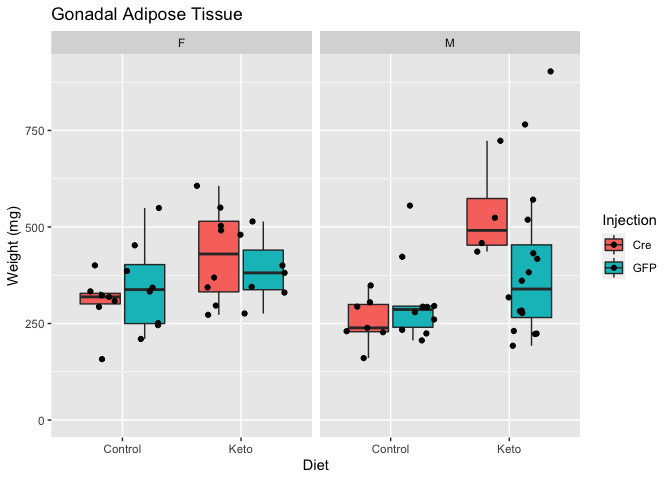 Gonadal Adipose Tissue
F
M
Weight (mg)
750
500
250
0
Control
Keto
Control
Keto
Diet
Injection
Cre
GFP